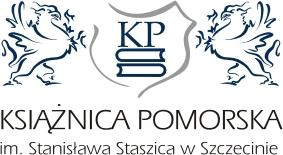 KP
KSIĄŻNICA POMORSKA
im. Stanisława Staszica w Szczecinie